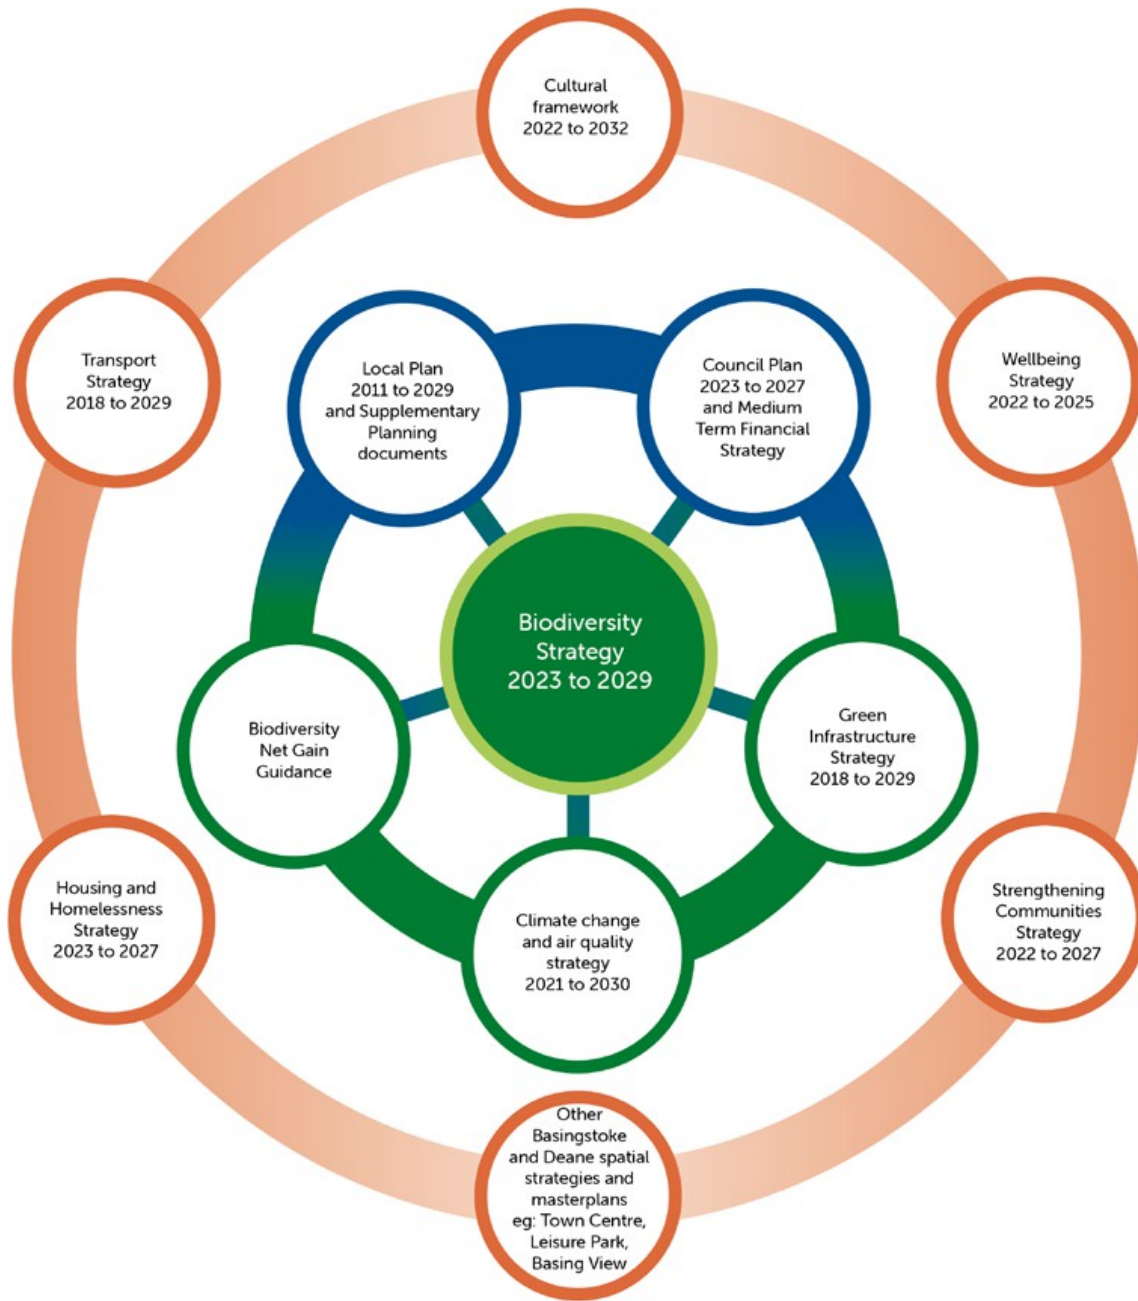 Cultural
framework
2022 to 2032
Transport
Strategy
2018 to 2029
Local Plan
2011 to 2029
and Supplementary
Planning
documents
Council Plan
2023 to 2027
and Medium
Term Financial
Strategy
Wellbeing
Strategy
2022 to 2025
Biodiversity
Strategy
2023 to 2029
Biodiversity
Net Gain
Guidance
Green
Infrastructure
Strategy
2018 to 2029
Housing and
Homelessness
Strategy
2023 to 2027
Climate change
and air quality
strategy
2021 to 2030
Strengthening
Communities
Strategy
2022 to 2027
Other
Basingstoke
and Deane spatial
strategies and
masterplans
eg: Town Centre,
Leisure Park,
Basing View